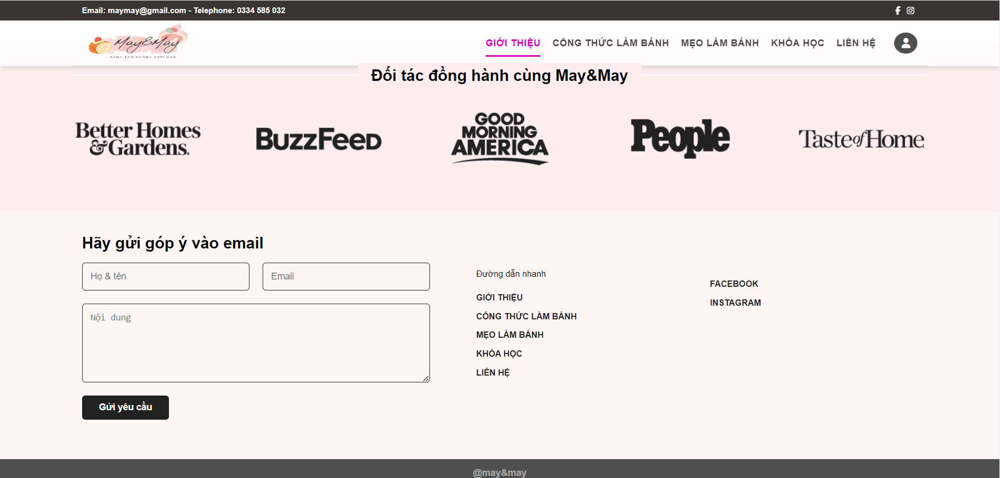 Email: maymay@gmail.com - Telephone: 0334 585 032
May&May
SÁNG TẠO KHÔNG GIỚI HẠN
GIỚI THIỆU CÔNG THỨC LÀM BÁNH MẸO LÀM BÁNH KHÓA HỌC LIÊN HỆ
Đối tác đồng hành cùng May&May
Better Homes
&Gardens.
BuzzFeeD
GOOD
MORNING
AMERICA
People
Taste of Home
Hãy gửi góp ý vào email
Họ & tên
Email
Nội dung
Gửi yêu cầu
Đường dẫn nhanh
GIỚI THIỆU
CÔNG THỨC LÀM BÁNH
MẸO LÀM BÁNH
KHÓA HỌC
LIÊN HỆ
FACEBOOK
INSTAGRAM
@may&may